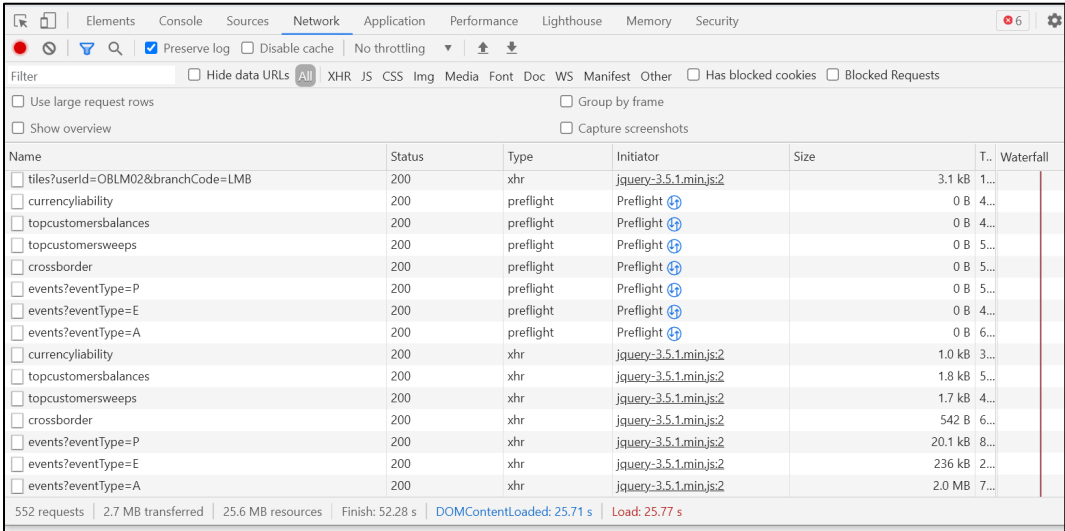 Elements Console Sources Network Application Performance Lighthouse Memory Security 6
Preserve log Disable cache No throttling
Filter Hide data URLs All XHR JS CSS Img Media Font Doc WS Manifest Other Has blocked cookies Blocked Requests
Use large request rows Group by frame
Show overview Capture screenshots
Name Status Type Initiator Size T.. Waterfall
tiles?userId=OBLM02&branchCode=LMB 200 xhr jquery-3.5.1.min.js:2 3.1 kB 1...
currencyliability 200 preflight Preflight 0 B 4...
topcustomersbalances 200 preflight Preflight 0 B 4...
topcustomersweeps 200 preflight Preflight 0 B 5...
crossborder 200 preflight Preflight 0 B 5...
events?eventType=P 200 preflight Preflight 0 B 5...
events?eventType=E 200 preflight Preflight 0 B 4...
events?eventType=A 200 preflight Preflight 0 B 6...
currencyliability 200 xhr jquery-3.5.1.min.js:2 1.0 kB 3...
topcustomersbalances 200 xhr jquery-3.5.1.min.js:2 1.8 kB 5...
topcustomersweeps 200 xhr jquery-3.5.1.min.js:2 1.7 kB 4...
crossborder 200 xhr jquery-3.5.1.min.js:2 542 B 6...
events?eventType=P 200 xhr jquery-3.5.1.min.js:2 20.1 kB 8...
events?eventType=E 200 xhr jquery-3.5.1.min.js:2 236 kB 2...
events?eventType=A 200 xhr jquery-3.5.1.min.js:2 2.0 MB 7...
552 requests 2.7 MB transferred 25.6 MB resources Finish: 52.28 s DOMContentLoaded: 25.71 s Load: 25.77 s